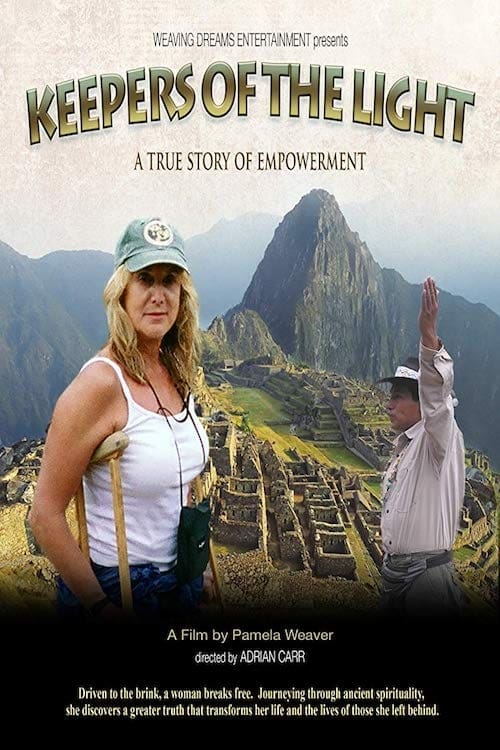 WEAVING DREAMS ENTERTAINMENT presents
KEEPERS OF THE LIGHT
A TRUE STORY OF EMPOWERMENT
A Film by Pamela Weaver
directed by ADRIAN CARR
Driven to the brink, a woman breaks free. Journeying through ancient spirituality,
she discovers a greater truth that transforms her life and the lives of those she left behind.